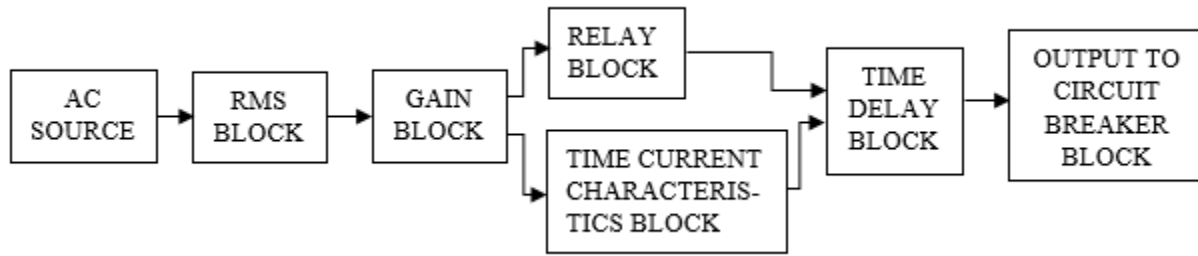 AC
SOURCE
RMS
BLOCK
GAIN
BLOCK
RELAY
BLOCK
TIME CURRENT
CHARACTERIS-
TICS BLOCK
TIME
DELAY
BLOCK
OUTPUT TO
CIRCUIT
BREAKER
BLOCK